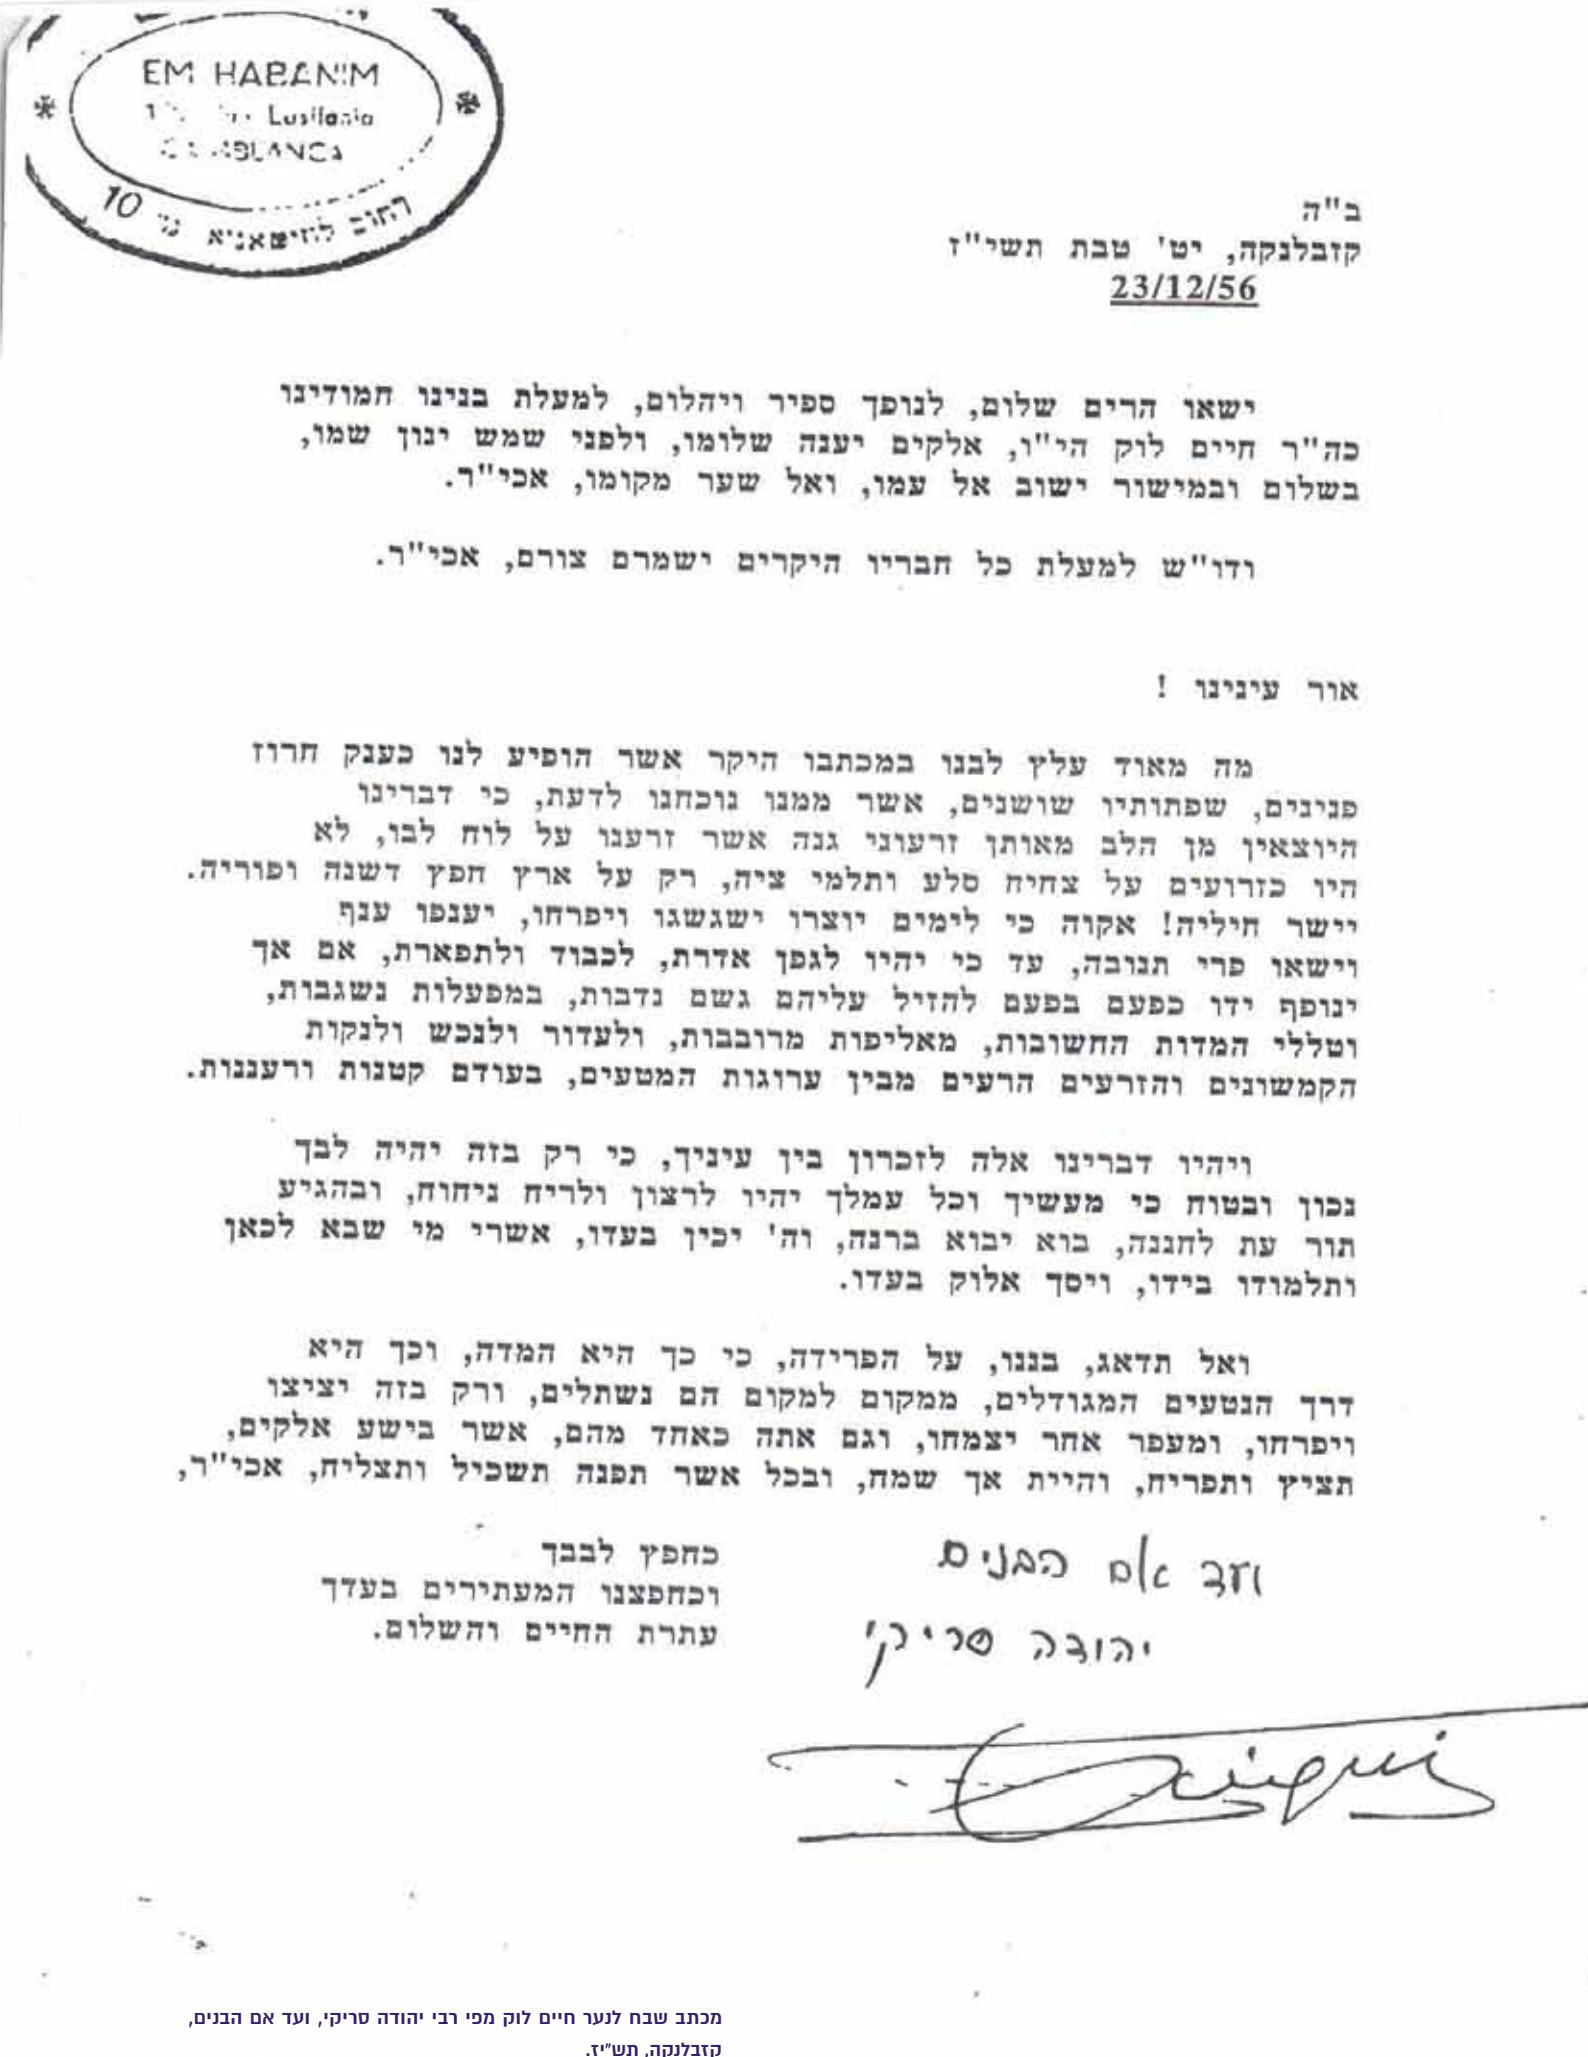 EM HABANIM
Lusitania
CASABLANCA
רחוב לוזיטאניא נו' 10
ב"ה
קזבלנקה, יט' טבת תשי"ז
23/12/56
ישאו הרים שלום, לנופך ספיר ויהלום, למעלת בנינו חמודינו
כה"ר חיים לוק הי"ו, אלקים יענה שלומו, ולפני שמש ינון שמו,
בשלום ובמישור ישוב אל עמו, ואל שער מקומו, אכי"ר.
ודו"ש למעלת כל חבריו היקרים ישמרם צורם, אכי"ר.
אור עינינו !
מה מאוד עלץ לבנו במכתבו היקר אשר הופיע לנו כענק חרוז
פנינים, שפתותיו שושנים, אשר ממנו נוכחנו לדעת, כי דברינו
היוצאין מן הלב מאותן זרעוני גנה אשר זרענו על לוח לבו, לא
היו כזרועים על צחיח סלע ותלמי ציה, רק על ארץ חפץ דשנה ופוריה.
יישר חיליה! אקוה כי לימים יוצרו ישגשגו ויפרחו, יענפו ענף
וישאו פרי תנובה, עד כי יהיו לגפן אדרת, לכבוד ולתפארת, אם אך
ינופף ידו כפעם בפעם להזיל עליהם גשם נדבות, במפעלות נשגבות,
וטללי המדות החשובות, מאליפות מרובבות, ולעדור ולנכש ולנקות
הקמשונים והזרעים הרעים מבין ערוגות המטעים, בעודם קטנות ורעננות.
ויהיו דברינו אלה לזכרון בין עיניך, כי רק בזה יהיה לבך
נכון ובטוח כי מעשיך וכל עמלך יהיו לרצון ולריח ניחוח, ובהגיע
תור עת לחננה, בוא יבוא ברנה, וה' יכין בעדו, אשרי מי שבא לכאן
ותלמודו בידו, ויסך אלוק בעדו.
ואל תדאג, בננו, על הפרידה, כי כך היא המדה, וכך היא
דרך הנטעים המגודלים, ממקום למקום הם נשתלים, ורק בזה יציצו
ויפרחו, ומעפר אחר יצמחו, וגם אתה כאחד מהם, אשר בישע אלקים,
תציץ ותפריח, והיית אך שמח, ובכל אשר תפנה תשכיל ותצליח, אכי"ר,
כחפץ לבבך
וכחפצנו המעתירים בעדך
עתרת החיים והשלום.
ועד אם הבנים
יהודה סריקי
מכתב שבח לנער חיים לוק מפי רבי יהודה סריקי, ועד אם הבנים,
קזבלנקה, תש"יז.